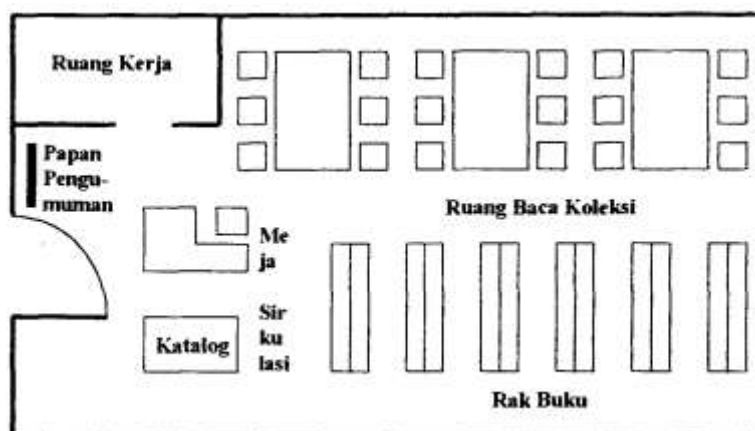 Ruang Kerja
Papan
Pengu-
muman
Ruang Baca Koleksi
Me
ja
Sir
ku
lasi
Katalog
Rak Buku